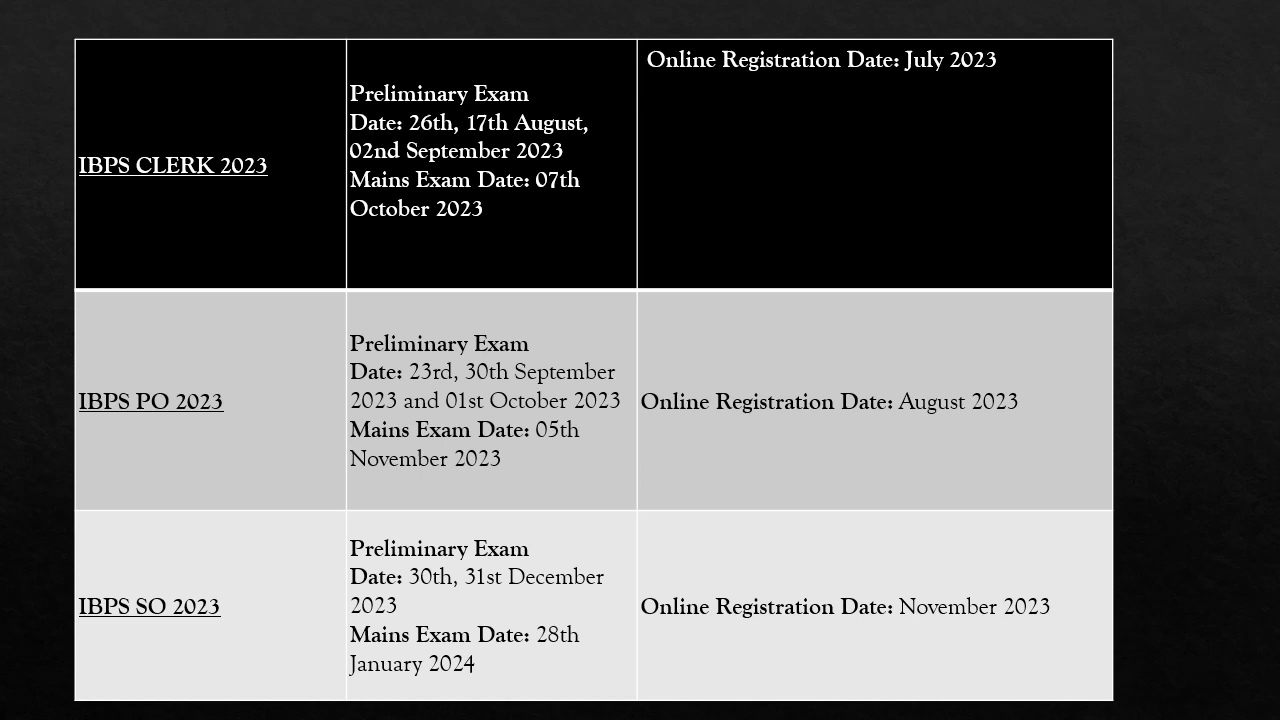 IBPS CLERK 2023
Preliminary Exam
Date: 26th, 17th August,
02nd September 2023
Mains Exam Date: 07th
October 2023
Online Registration Date: July 2023
IBPS PO 2023
Preliminary Exam
Date: 23rd, 30th September
2023 and 01st October 2023
Mains Exam Date: 05th
November 2023
Online Registration Date: August 2023
IBPS SO 2023
Preliminary Exam
Date: 30th, 31st December
2023
Mains Exam Date: 28th
January 2024
Online Registration Date: November 2023